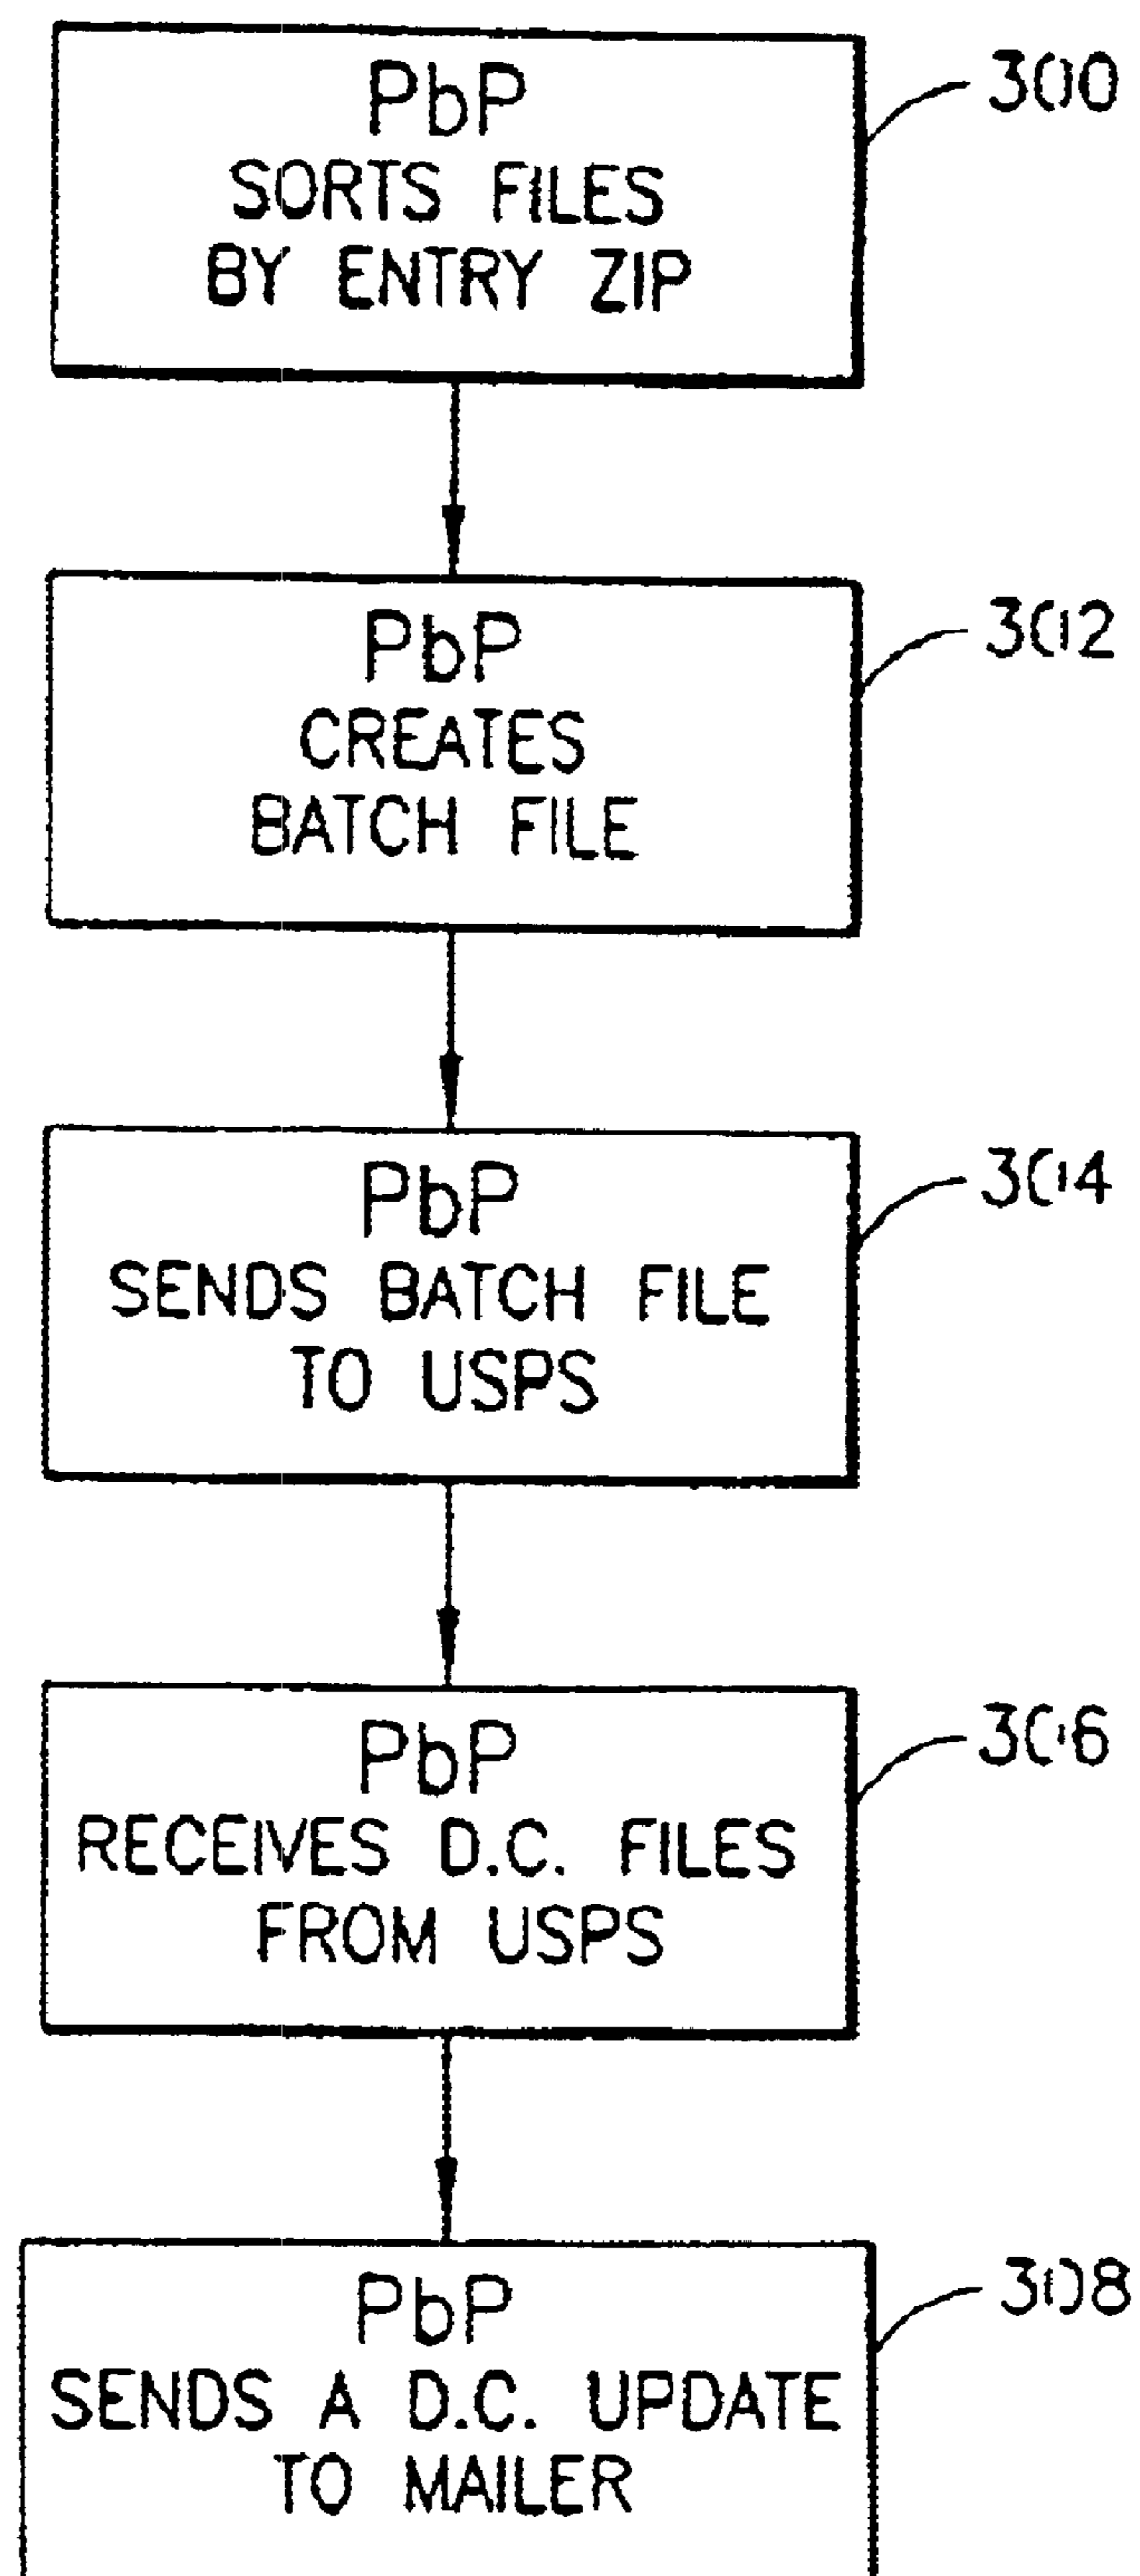 PbP
SORTS FILES
BY ENTRY ZIP
300
PbP
CREATES
BATCH FILE
302
PbP
SENDS BATCH FILE
TO USPS
304
PbP
RECEIVES D.C. FILES
FROM USPS
306
PbP
SENDS A D.C. UPDATE
TO MAILER
308